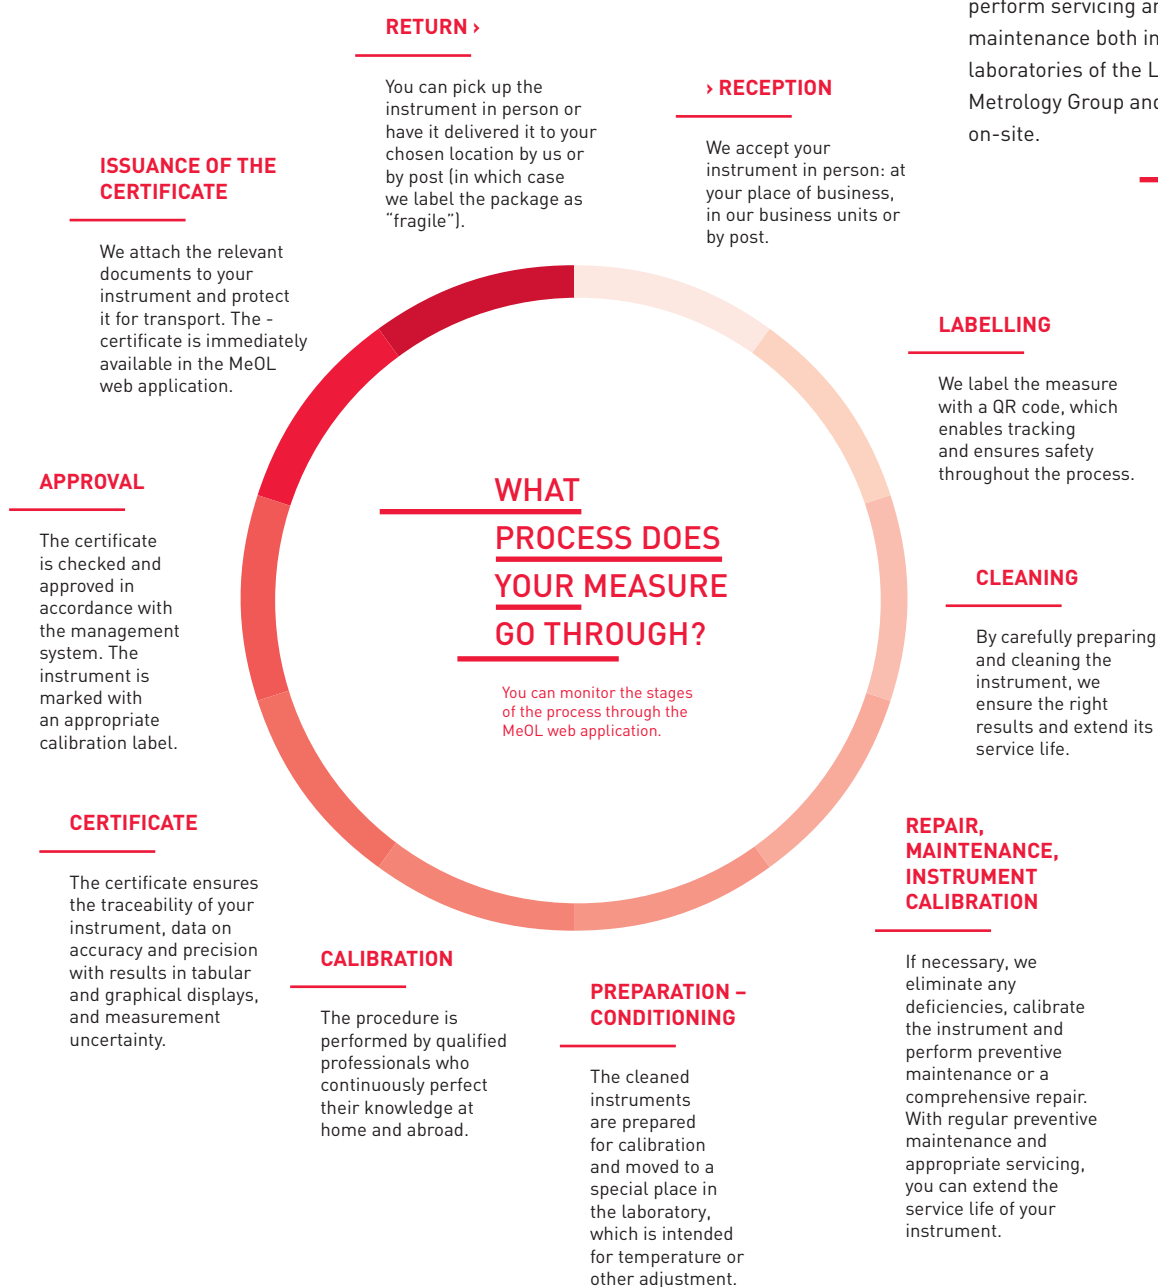 perform servicing
maintenance both in
laboratories of the
Metrology Group
on-site.
RETURN ›
You can pick up the
instrument in person or
have it delivered it to your
chosen location by us or
by post (in which case
we label the package as
“fragile”).
› RECEPTION
We accept your
instrument in person: at
your place of business,
in our business units or
by post.
ISSUANCE OF THE
CERTIFICATE
We attach the relevant
documents to your
instrument and protect
it for transport. The -
certificate is immediately
available in the MeOL
web application.
LABELLING
We label the measure
with a QR code, which
enables tracking
and ensures safety
throughout the process.
APPROVAL
The certificate
is checked and
approved in
accordance with
the management
system. The
instrument is
marked with
an appropriate
calibration label.
WHAT
PROCESS DOES
YOUR MEASURE
GO THROUGH?
You can monitor the stages
of the process through the
MeOL web application.
CLEANING
By carefully preparing
and cleaning the
instrument, we
ensure the right
results and extend its
service life.
CERTIFICATE
The certificate ensures
the traceability of your
instrument, data on
accuracy and precision
with results in tabular
and graphical displays,
and measurement
uncertainty.
REPAIR,
MAINTENANCE,
INSTRUMENT
CALIBRATION
If necessary, we
eliminate any
deficiencies, calibrate
the instrument and
perform preventive
maintenance or a
comprehensive repair.
With regular preventive
maintenance and
appropriate servicing,
you can extend the
service life of your
instrument.
CALIBRATION
The procedure is
performed by qualified
professionals who
continuously perfect
their knowledge at
home and abroad.
PREPARATION –
CONDITIONING
The cleaned
instruments
are prepared
for calibration
and moved to a
special place in
the laboratory,
which is intended
for temperature or
other adjustment.